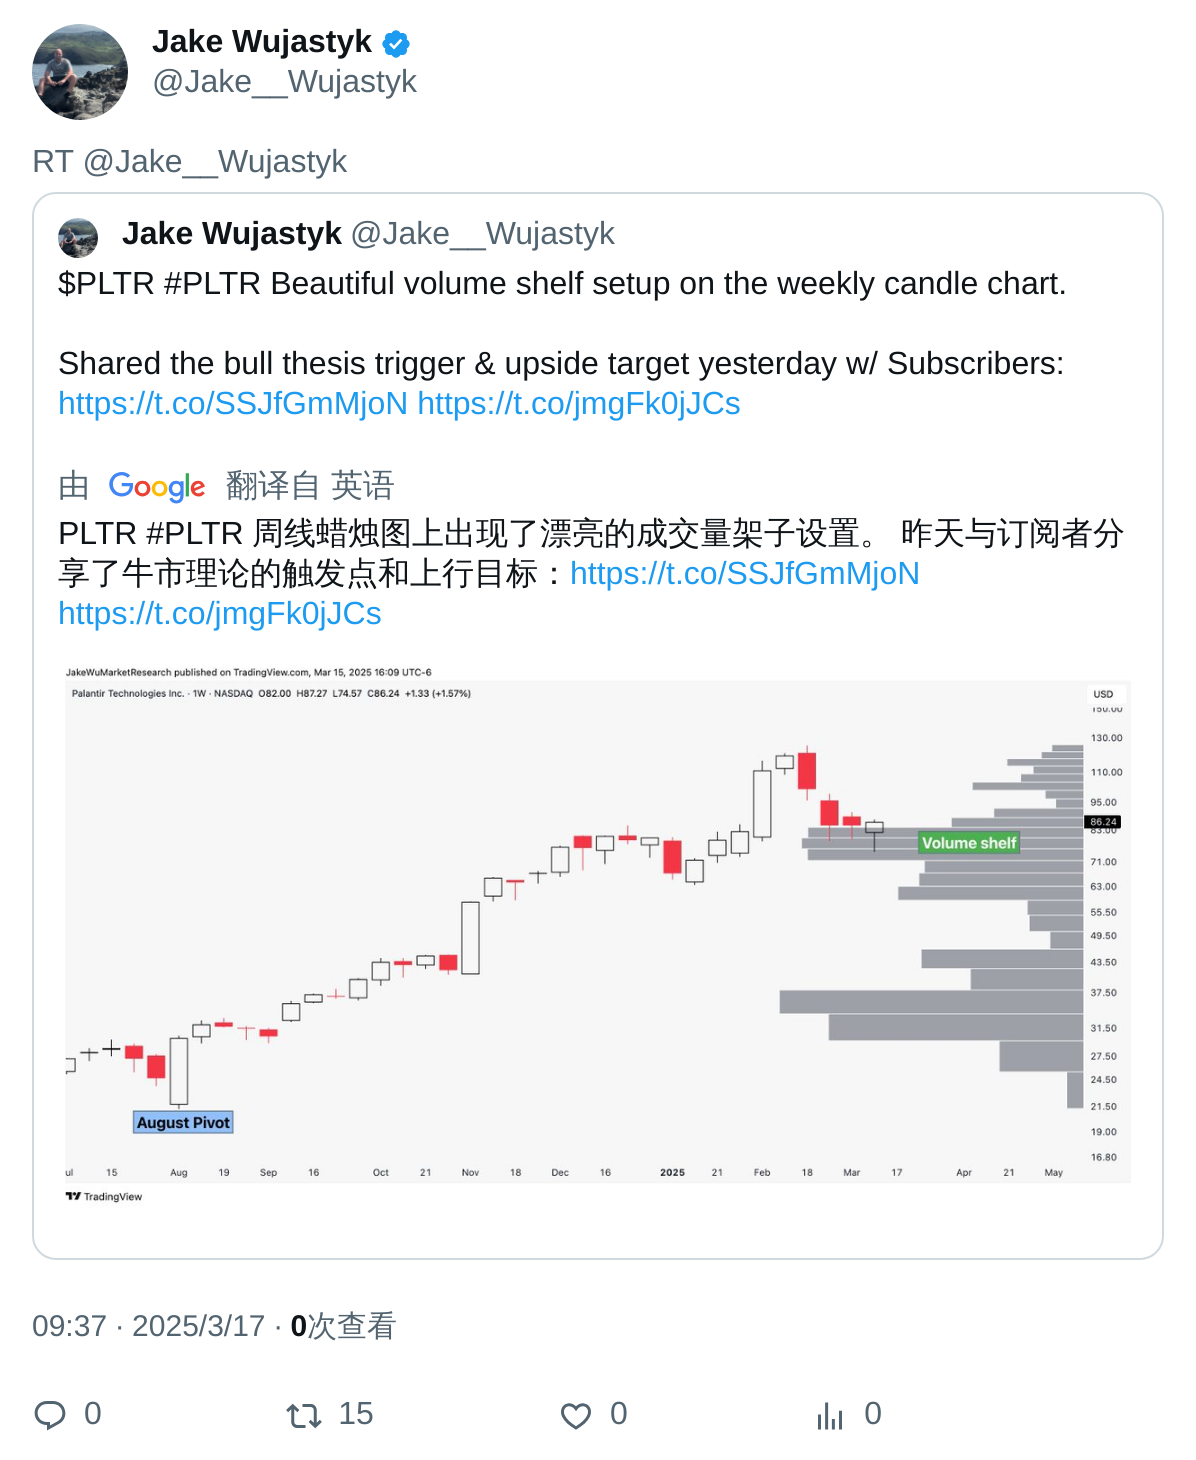 Jake Wujastyk
@Jake__Wujastyk
RT @Jake__Wujastyk
Jake Wujastyk @Jake__Wujastyk
$PLTR #PLTR Beautiful volume shelf setup on the weekly candle chart.
Shared the bull thesis trigger & upside target yesterday w/ Subscribers:
https://t.co/SSJfGmMjoN https://t.co/jmgFk0jJCs
由 Google 翻译自 英语
PLTR #PLTR 周线蜡烛图上出现了漂亮的成交量架子设置。 昨天与订阅者分
享了牛市理论的触发点和上行目标：https://t.co/SSJfGmMjoN
https://t.co/jmgFk0jJCs
JakeWuMarketResearch published on TradingView.com, Mar 15, 2025 16:09 UTC-6
Palantir Technologies Inc. · 1W · NASDAQ O82.00 H87.27 L74.57 C86.24 +1.33 (+1.57%)
USD
150.00
130.00
110.00
95.00
86.24
83.00
Volume shelf
71.00
63.00
55.50
49.50
43.50
37.50
31.50
27.50
24.50
21.50
August Pivot
19.00
16.80
ul 15 Aug 19 Sep 16 Oct 21 Nov 18 Dec 16 2025 21 Feb 18 Mar 17 Apr 21 May
TradingView
09:37 · 2025/3/17 · 0次查看
0 15 0 0